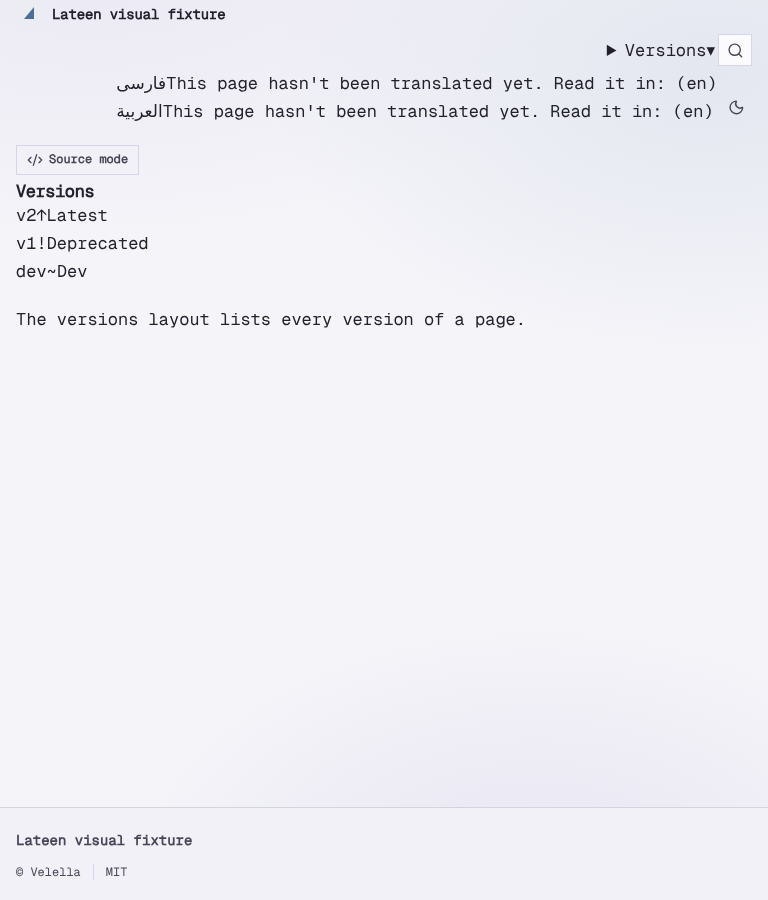 Lateen visual fixture
▶ Versions▾
فارسیThis page hasn't been translated yet. Read it in: (en)
العربيةThis page hasn't been translated yet. Read it in: (en)
Source mode
Versions
v2↑Latest
v1!Deprecated
dev~Dev
The versions layout lists every version of a page.
Lateen visual fixture
© Velella
MIT